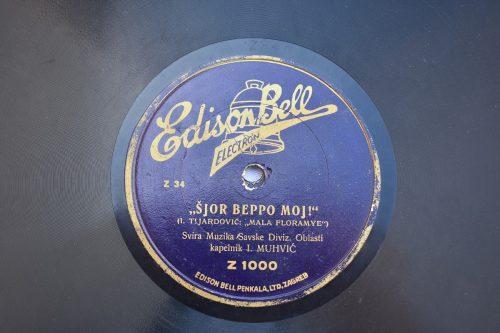 Edison Bell
ELECTRON
Z 34
„ŠJOR BEPPO MOJ!“
(I. TIJARDOVIĆ: „MALA FLORAMYE“)
Svira Muzika Savske Diviz. Oblasti
kapelnik I. MUHVIĆ
Z 1000
EDISON BELL PENKALA, LTD. ZAGREB